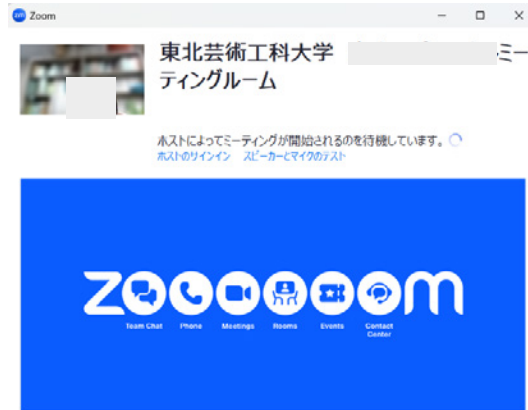 Zoom
東北芸術工科大学 ミー
ティングルーム
ホストによってミーティングが開始されるのを待機しています。
ホストのサインイン スピーカーとマイクのテスト
zoooooom
Team Chat Phone Meetings Rooms Events Contact Center